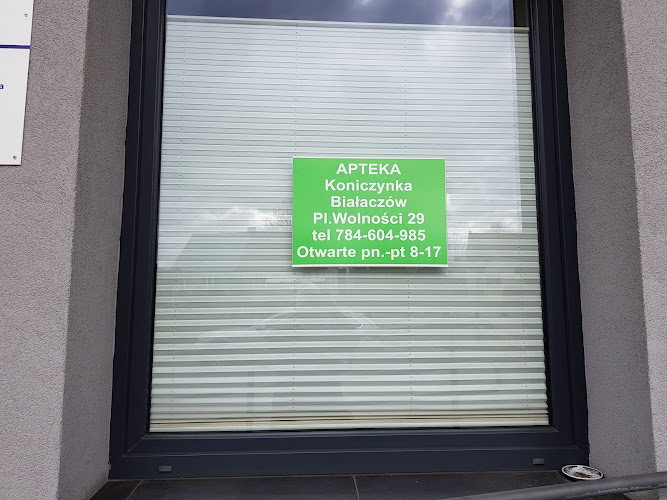 APTEKA
Koniczynka
Białaczów
Pl.Wolności 29
tel 784-604-985
Otwarte pn.-pt 8-17